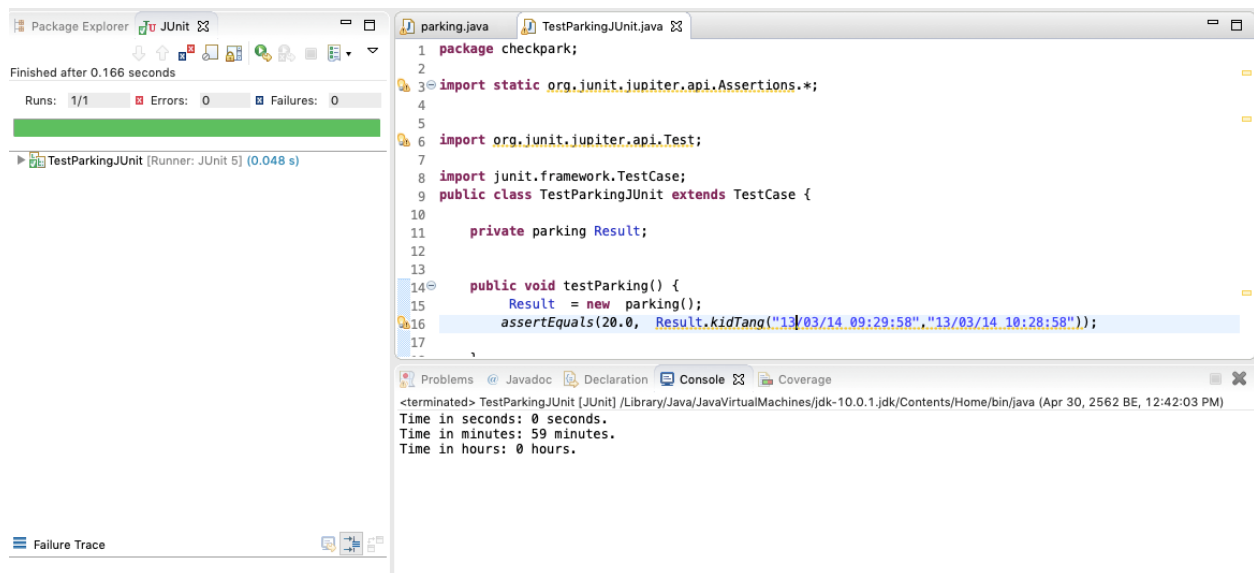 Package Explorer JUnit
Finished after 0.166 seconds
Runs: 1/1 Errors: 0 Failures: 0
TestParkingJUnit [Runner: JUnit 5] (0.048 s)
Failure Trace
parking.java TestParkingJUnit.java
1 package checkpark;
2
3 import static org.junit.jupiter.api.Assertions.*;
4
5
6 import org.junit.jupiter.api.Test;
7
8 import junit.framework.TestCase;
9 public class TestParkingJUnit extends TestCase {
10
11 private parking Result;
12
13
14 public void testParking() {
15 Result = new parking();
16 assertEquals(20.0, Result.kidTang("13/03/14 09:29:58","13/03/14 10:28:58"));
17
Problems @ Javadoc Declaration Console Coverage
<terminated> TestParkingJUnit [JUnit] /Library/Java/JavaVirtualMachines/jdk-10.0.1.jdk/Contents/Home/bin/java (Apr 30, 2562 BE, 12:42:03 PM)
Time in seconds: 0 seconds.
Time in minutes: 59 minutes.
Time in hours: 0 hours.